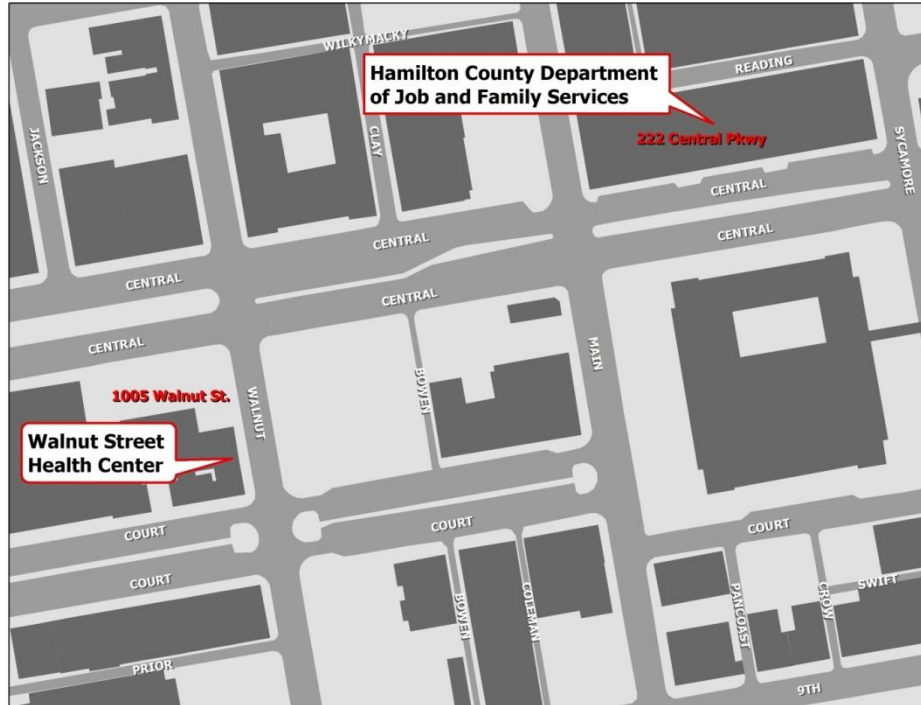 WILKYMACKY
Hamilton County Department
of Job and Family Services
READING
222 Central Pkwy
JACKSON
CLAY
SYCAMORE
CENTRAL
CENTRAL
CENTRAL
CENTRAL
CENTRAL
CENTRAL
MAIN
BOWEN
WALNUT
1005 Walnut St.
Walnut Street
Health Center
COURT
COURT
COURT
COURT
BOWEN
COLEMAN
PANCOAST
CROW
SWIFT
PRIOR
9TH